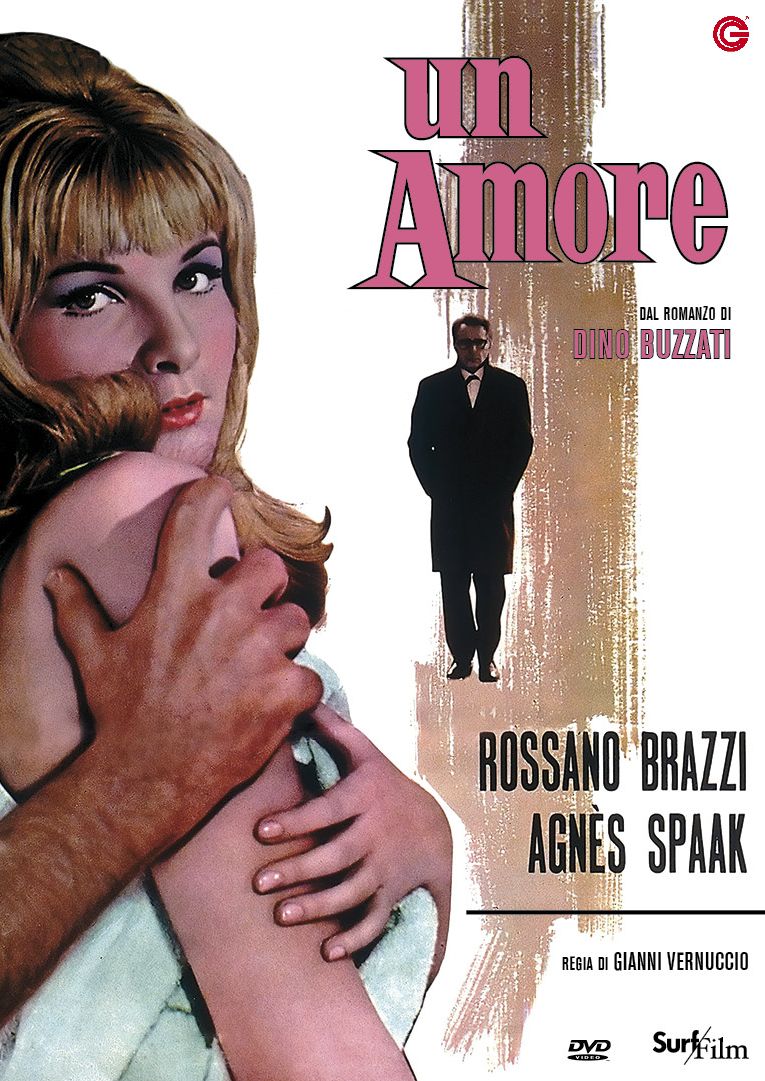 un
Amore
DAL ROMANZO DI
DINO BUZZATI
ROSSANO BRAZZI
AGNÈS SPAAK
REGIA DI GIANNI VERNUCCIO
DVD
VIDEO
Surf/Film